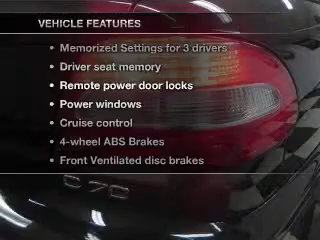 VEHICLE FEATURES
• Memorized Settings for 3 drivers
• Driver seat memory
• Remote power door locks
• Power windows
• Cruise control
• 4-wheel ABS Brakes
• Front Ventilated disc brakes
C70